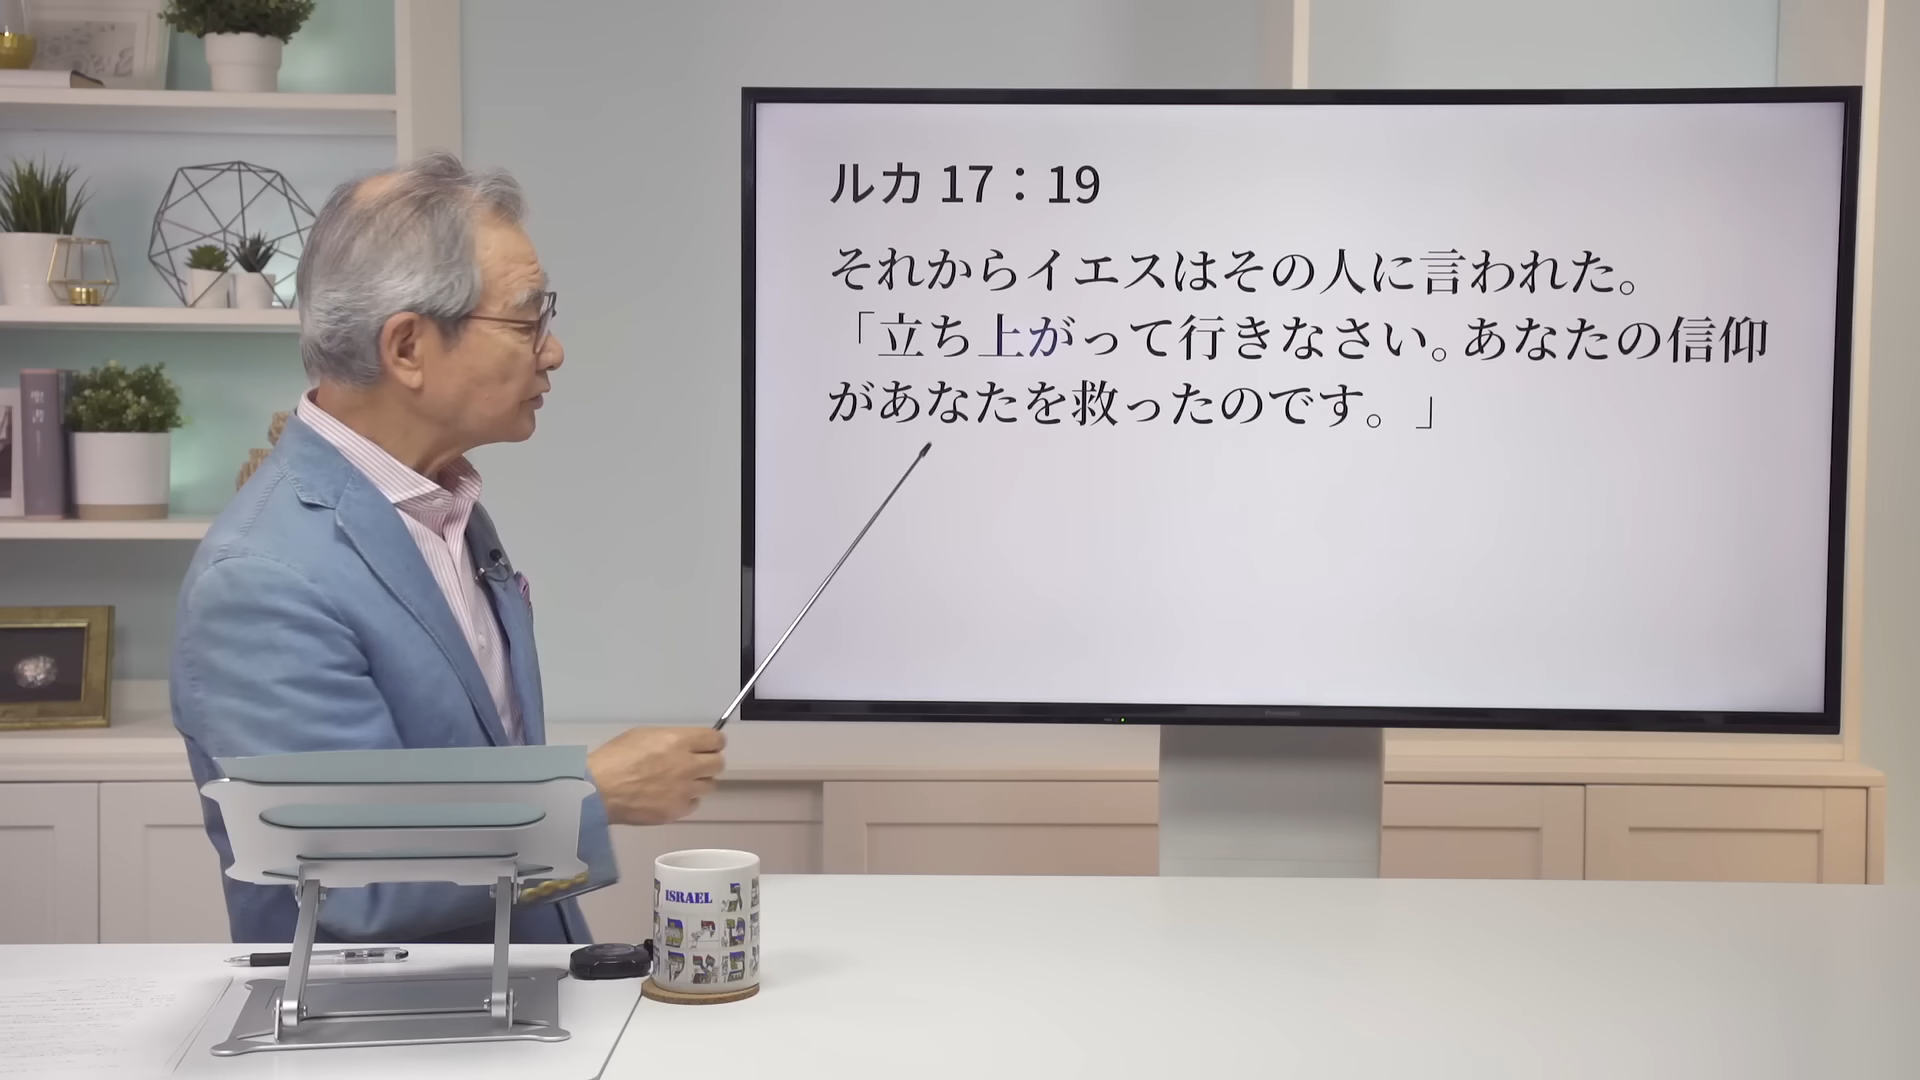 ルカ 17：19
それからイエスはその人に言われた。
「立ち上がって行きなさい。あなたの信仰
があなたを救ったのです。」
聖書
ISRAEL